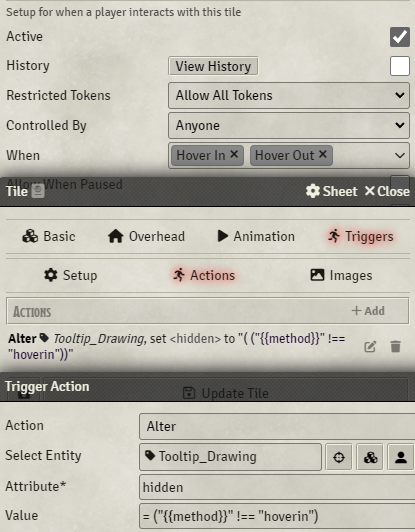 Setup for when a player interacts with this tile
Active
History View History
Restricted Tokens Allow All Tokens
Controlled By Anyone
When Hover In × Hover Out ×
Allow When Paused
Tile Sheet ×Close
Basic Overhead Animation Triggers
Setup Actions Images
ACTIONS + Add
Alter Tooltip_Drawing, set <hidden> to "( ("{{method}}" !==
"hoverin"))"
Trigger Action
Update Tile
Action Alter
Select Entity Tooltip_Drawing
Attribute* hidden
Value = ("{{method}}" !== "hoverin")